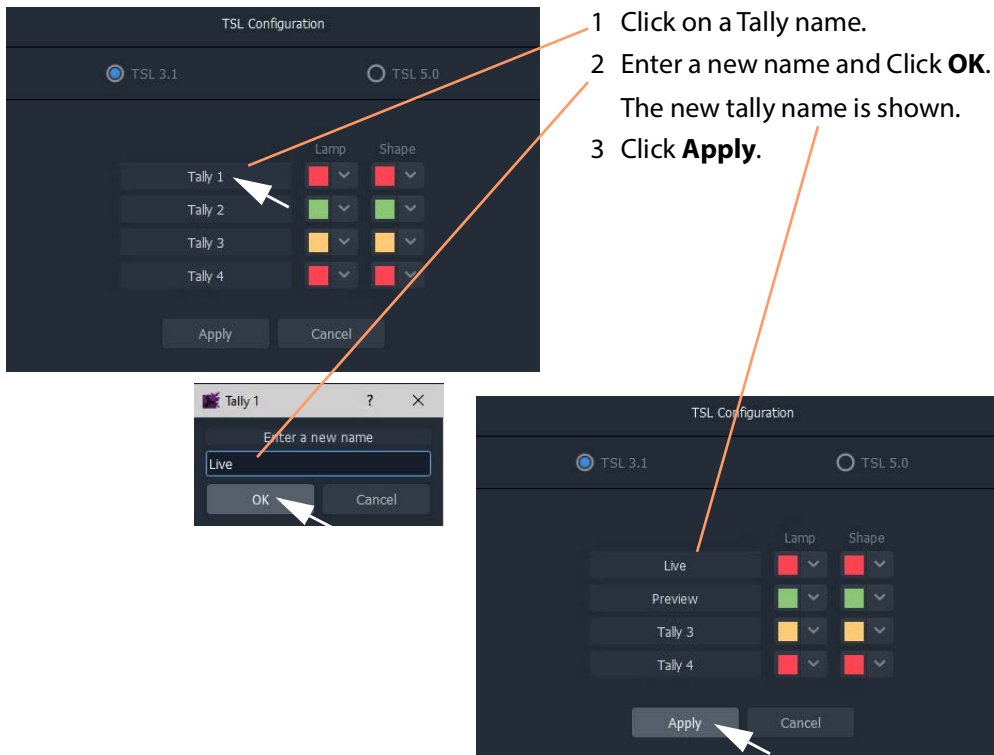 TSL Configuration
TSL 3.1 TSL 5.0
Lamp Shape
Tally 1
Tally 2
Tally 3
Tally 4
Apply Cancel
1 Click on a Tally name.
2 Enter a new name and Click OK.
The new tally name is shown.
3 Click Apply.
Tally 1 ? ×
Enter a new name
Live
OK Cancel
TSL Configuration
TSL 3.1 TSL 5.0
Lamp Shape
Live
Preview
Tally 3
Tally 4
Apply Cancel